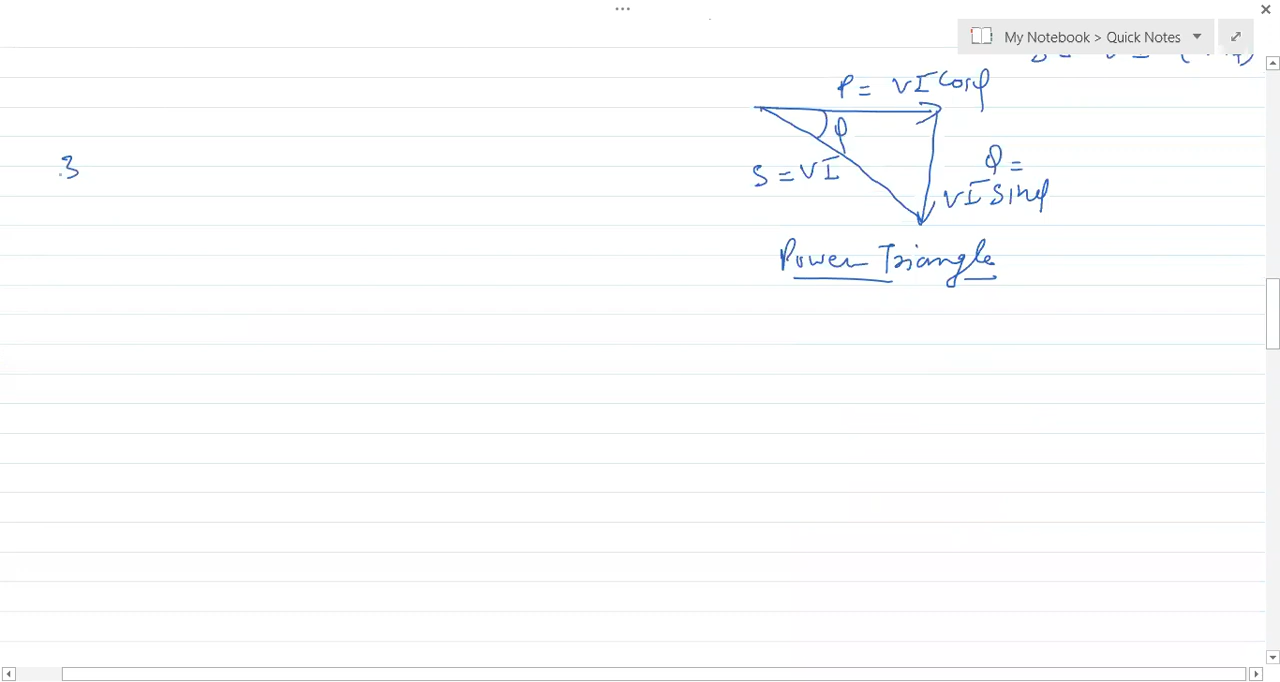 My Notebook > Quick Notes
P = VI Cosφ
φ
S = VI
Q =
VI Sinφ
3
Power Triangle